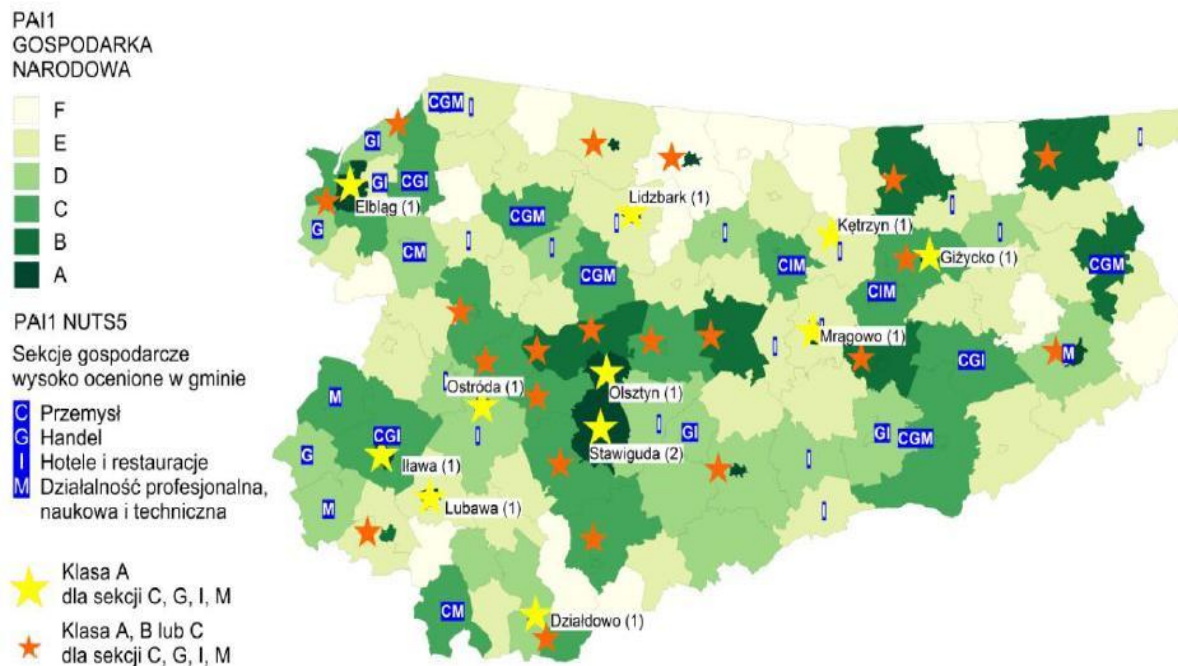 PAI1
GOSPODARKA
NARODOWA
F
E
D
C
B
A
PAI1 NUTS5
Sekcje gospodarcze
wysoko ocenione w gminie
C Przemysł
G Handel
I Hotele i restauracje
M Działalność profesjonalna,
naukowa i techniczna
Klasa A
dla sekcji C, G, I, M
Klasa A, B lub C
dla sekcji C, G, I, M
CGM
I
I
GI
GI
CGI
Elbląg (1)
Lidzbark (1)
CGM
G
I
I
Kętrzyn (1)
I
I
CM
I
I
I
CIM
I
Giżycko (1)
CGM
CGM
CIM
I
Mrągowo (1)
I
CGI
M
I
Ostróda (1)
Olsztyn (1)
M
I
I
GI
GI
CGM
CGI
G
Stawiguda (2)
I
Iława (1)
M
Lubawa (1)
I
CM
Działdowo (1)